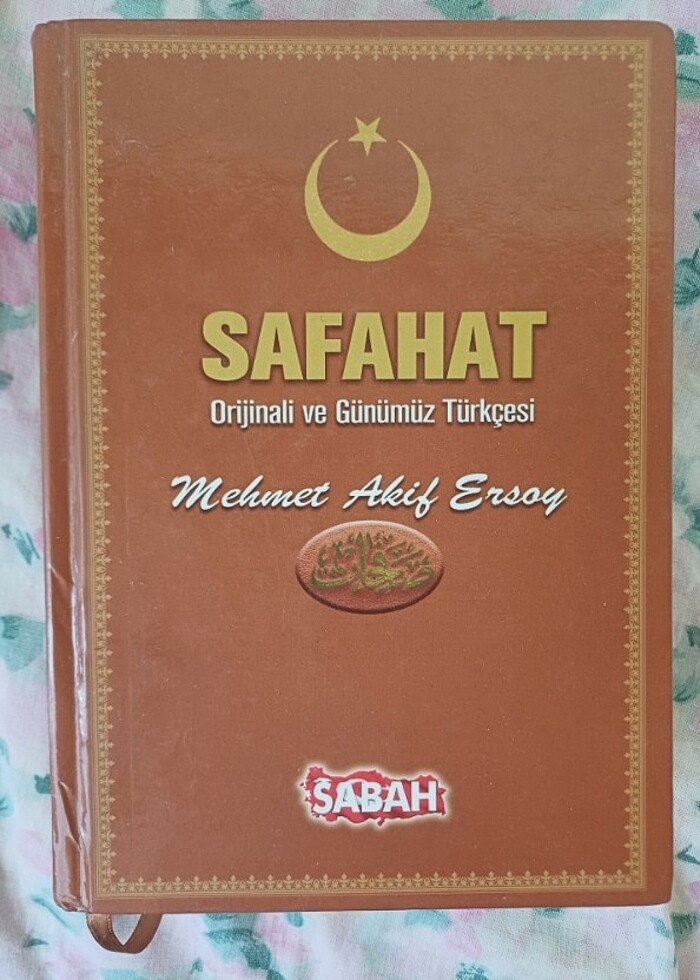 SAFAHAT
Orijinali ve Günümüz Türkçesi
Mehmet Akif Ersoy
صفحات
SABAH